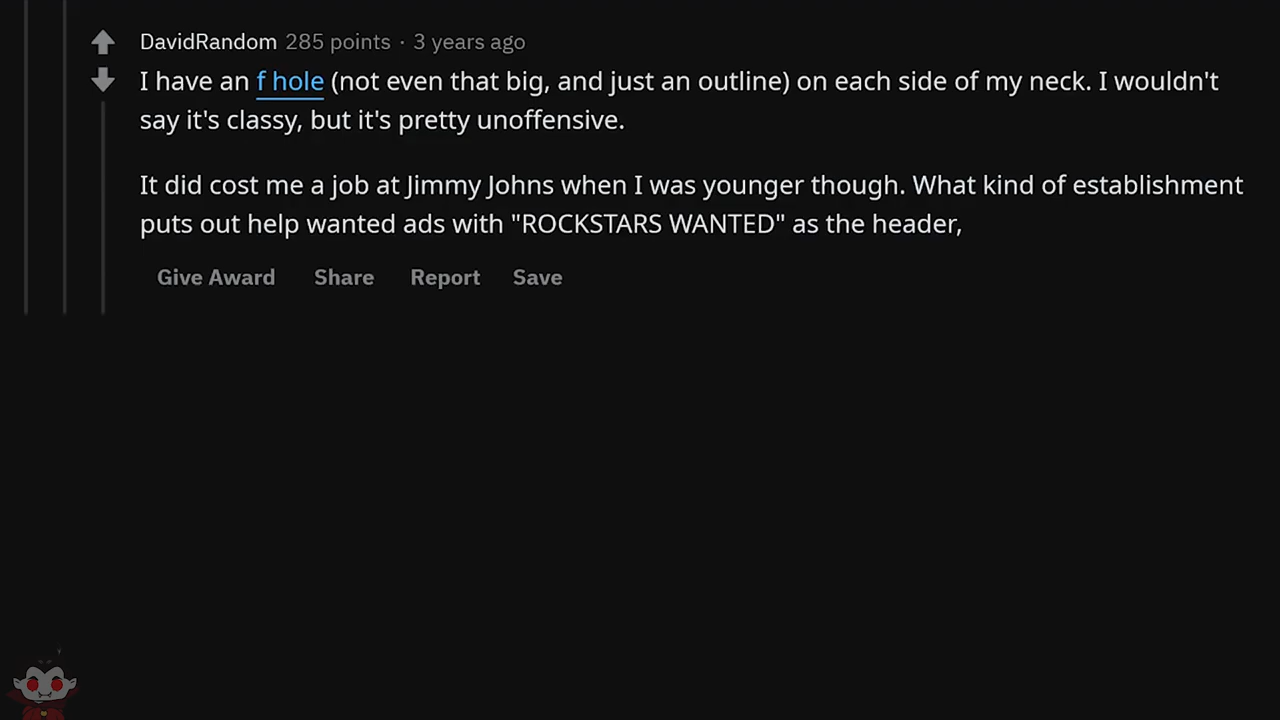 DavidRandom 285 points · 3 years ago
I have an f hole (not even that big, and just an outline) on each side of my neck. I wouldn't
say it's classy, but it's pretty unoffensive.
It did cost me a job at Jimmy Johns when I was younger though. What kind of establishment
puts out help wanted ads with "ROCKSTARS WANTED" as the header,
Give Award Share Report Save